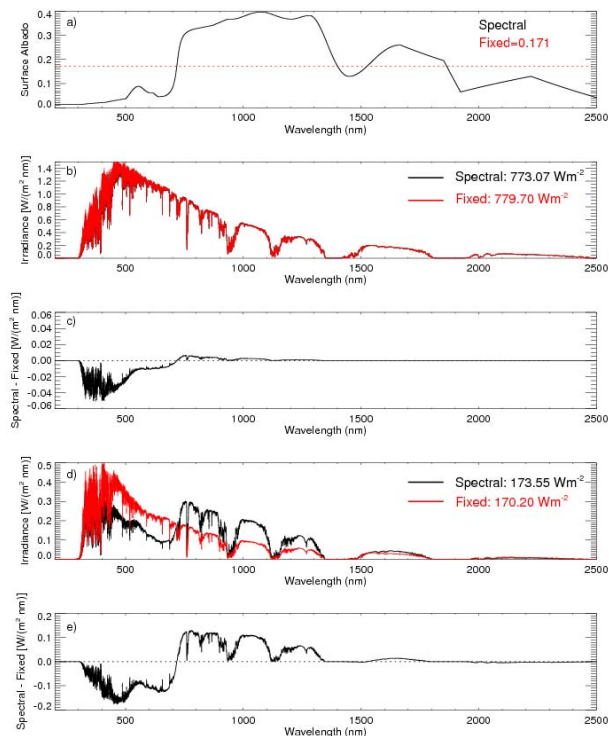 a)
Spectral
Fixed=0.171
Surface Albedo
0.4
0.3
0.2
0.1
0.0
500 1000 1500 2000 2500
Wavelength (nm)
b)
Spectral: 773.07 Wm-2
Fixed: 779.70 Wm-2
Irradiance [W/(m² nm)]
1.4
1.2
1.0
0.8
0.6
0.4
0.2
0.0
500 1000 1500 2000 2500
Wavelength (nm)
c)
Spectral - Fixed [W/(m² nm)]
0.06
0.04
0.02
0.00
-0.02
-0.04
-0.06
500 1000 1500 2000 2500
Wavelength (nm)
d)
Spectral: 173.55 Wm-2
Fixed: 170.20 Wm-2
Irradiance [W/(m² nm)]
0.5
0.4
0.3
0.2
0.1
0.0
500 1000 1500 2000 2500
Wavelength (nm)
e)
Spectral - Fixed [W/(m² nm)]
0.2
0.1
0.0
-0.1
-0.2
500 1000 1500 2000 2500
Wavelength (nm)